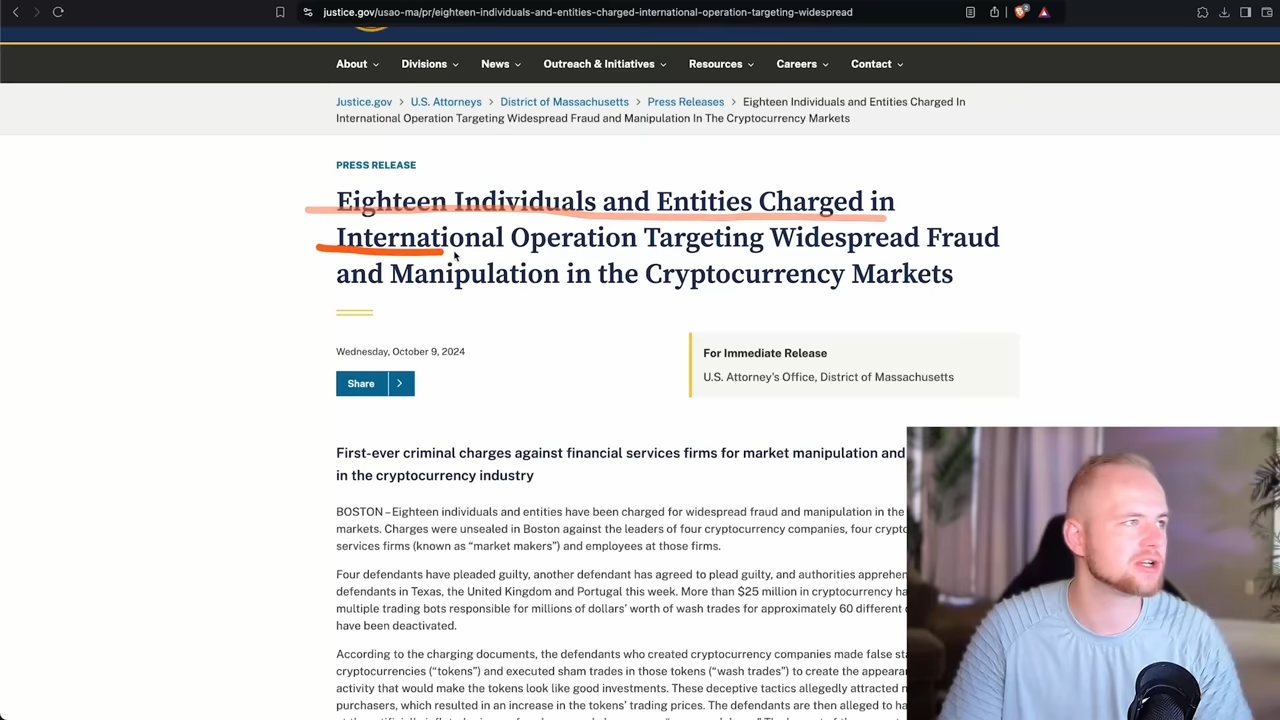 justice.gov/usao-ma/pr/eighteen-individuals-and-entities-charged-international-operation-targeting-widespread
2
About Divisions News Outreach & Initiatives Resources Careers Contact
Justice.gov > U.S. Attorneys > District of Massachusetts > Press Releases > Eighteen Individuals and Entities Charged In
International Operation Targeting Widespread Fraud and Manipulation In The Cryptocurrency Markets
PRESS RELEASE
Eighteen Individuals and Entities Charged in
International Operation Targeting Widespread Fraud
and Manipulation in the Cryptocurrency Markets
Wednesday, October 9, 2024
Share
For Immediate Release
U.S. Attorney's Office, District of Massachusetts
First-ever criminal charges against financial services firms for market manipulation and
in the cryptocurrency industry
BOSTON – Eighteen individuals and entities have been charged for widespread fraud and manipulation in the
markets. Charges were unsealed in Boston against the leaders of four cryptocurrency companies, four
services firms (known as “market makers”) and employees at those firms.
Four defendants have pleaded guilty, another defendant has agreed to plead guilty, and authorities
defendants in Texas, the United Kingdom and Portugal this week. More than $25 million in cryptocurrency
multiple trading bots responsible for millions of dollars’ worth of wash trades for approximately 60 different
have been deactivated.
According to the charging documents, the defendants who created cryptocurrency companies made false
cryptocurrencies (“tokens”) and executed sham trades in those tokens (“wash trades”) to create the
activity that would make the tokens look like good investments. These deceptive tactics allegedly attracted
purchasers, which resulted in an increase in the tokens’ trading prices. The defendants are then alleged to